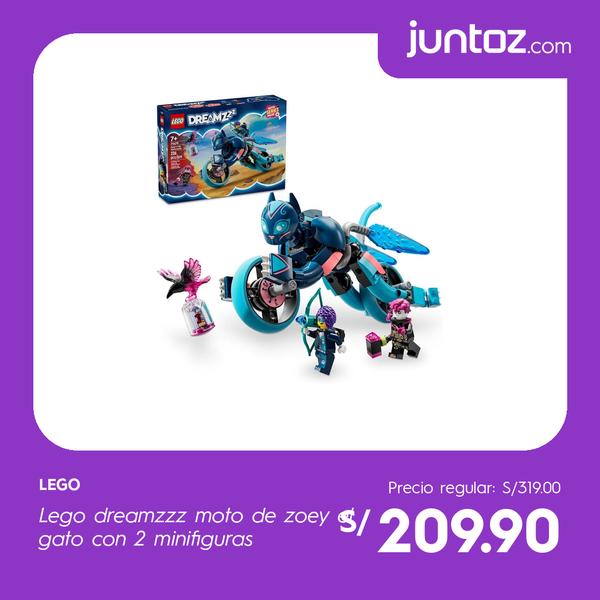 juntoz.com
LEGO DREAMZZZ
7+
LEGO
Precio regular: S/319.00
Lego dreamzzz moto de zoey
gato con 2 minifiguras
S/ 209.90